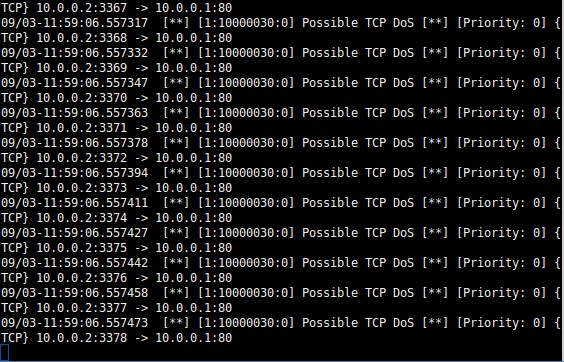 TCP} 10.0.0.2:3367 -> 10.0.0.1:80
09/03-11:59:06.557317  [**] [1:10000030:0] Possible TCP DoS [**] [Priority: 0] {
TCP} 10.0.0.2:3368 -> 10.0.0.1:80
09/03-11:59:06.557332  [**] [1:10000030:0] Possible TCP DoS [**] [Priority: 0] {
TCP} 10.0.0.2:3369 -> 10.0.0.1:80
09/03-11:59:06.557347  [**] [1:10000030:0] Possible TCP DoS [**] [Priority: 0] {
TCP} 10.0.0.2:3370 -> 10.0.0.1:80
09/03-11:59:06.557363  [**] [1:10000030:0] Possible TCP DoS [**] [Priority: 0] {
TCP} 10.0.0.2:3371 -> 10.0.0.1:80
09/03-11:59:06.557378  [**] [1:10000030:0] Possible TCP DoS [**] [Priority: 0] {
TCP} 10.0.0.2:3372 -> 10.0.0.1:80
09/03-11:59:06.557394  [**] [1:10000030:0] Possible TCP DoS [**] [Priority: 0] {
TCP} 10.0.0.2:3373 -> 10.0.0.1:80
09/03-11:59:06.557411  [**] [1:10000030:0] Possible TCP DoS [**] [Priority: 0] {
TCP} 10.0.0.2:3374 -> 10.0.0.1:80
09/03-11:59:06.557427  [**] [1:10000030:0] Possible TCP DoS [**] [Priority: 0] {
TCP} 10.0.0.2:3375 -> 10.0.0.1:80
09/03-11:59:06.557442  [**] [1:10000030:0] Possible TCP DoS [**] [Priority: 0] {
TCP} 10.0.0.2:3376 -> 10.0.0.1:80
09/03-11:59:06.557458  [**] [1:10000030:0] Possible TCP DoS [**] [Priority: 0] {
TCP} 10.0.0.2:3377 -> 10.0.0.1:80
09/03-11:59:06.557473  [**] [1:10000030:0] Possible TCP DoS [**] [Priority: 0] {
TCP} 10.0.0.2:3378 -> 10.0.0.1:80